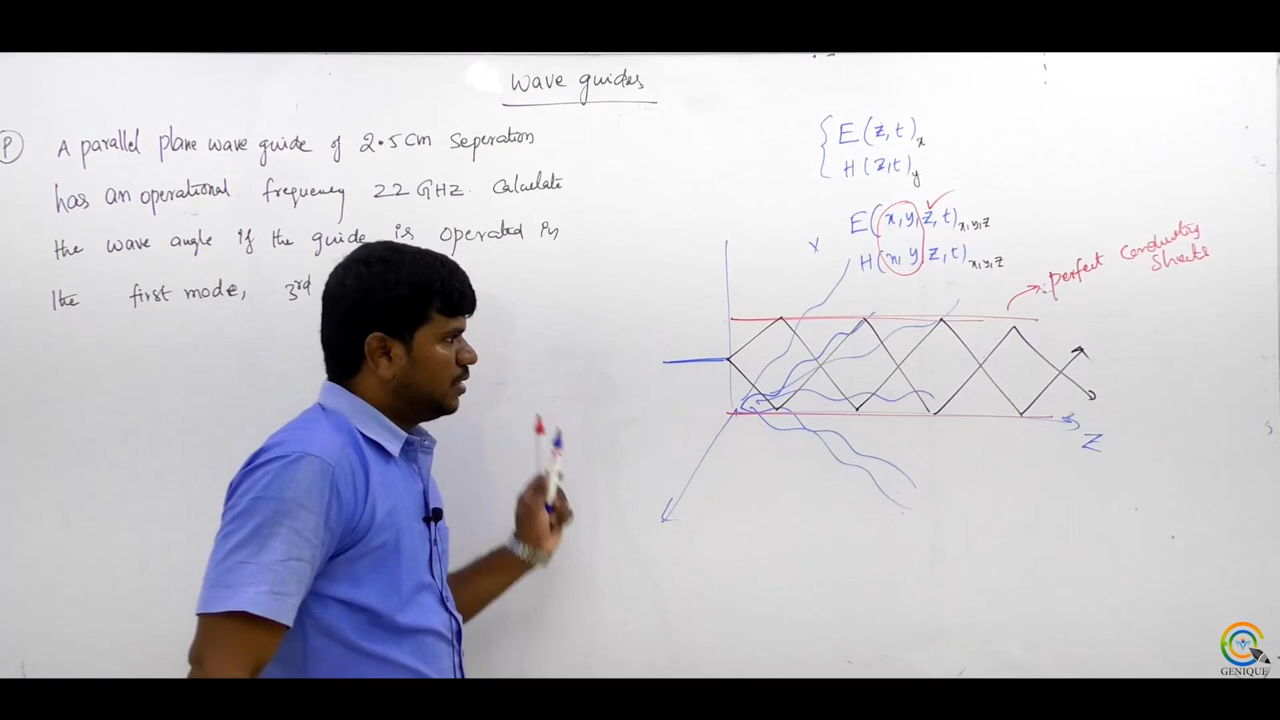 Wave guides
P
A parallel plane wave guide of 2.5cm Seperation
has an operational frequency 22 GHZ. Calculate
the wave angle if the guide is operated in
the first mode, 3rd
E(z,t)x
H(z,t)y
E(x,y,z,t)x,y,z
H(x,y,z,t)x,y,z
x
perfect Conducting
Sheets
Z
GENIQUE